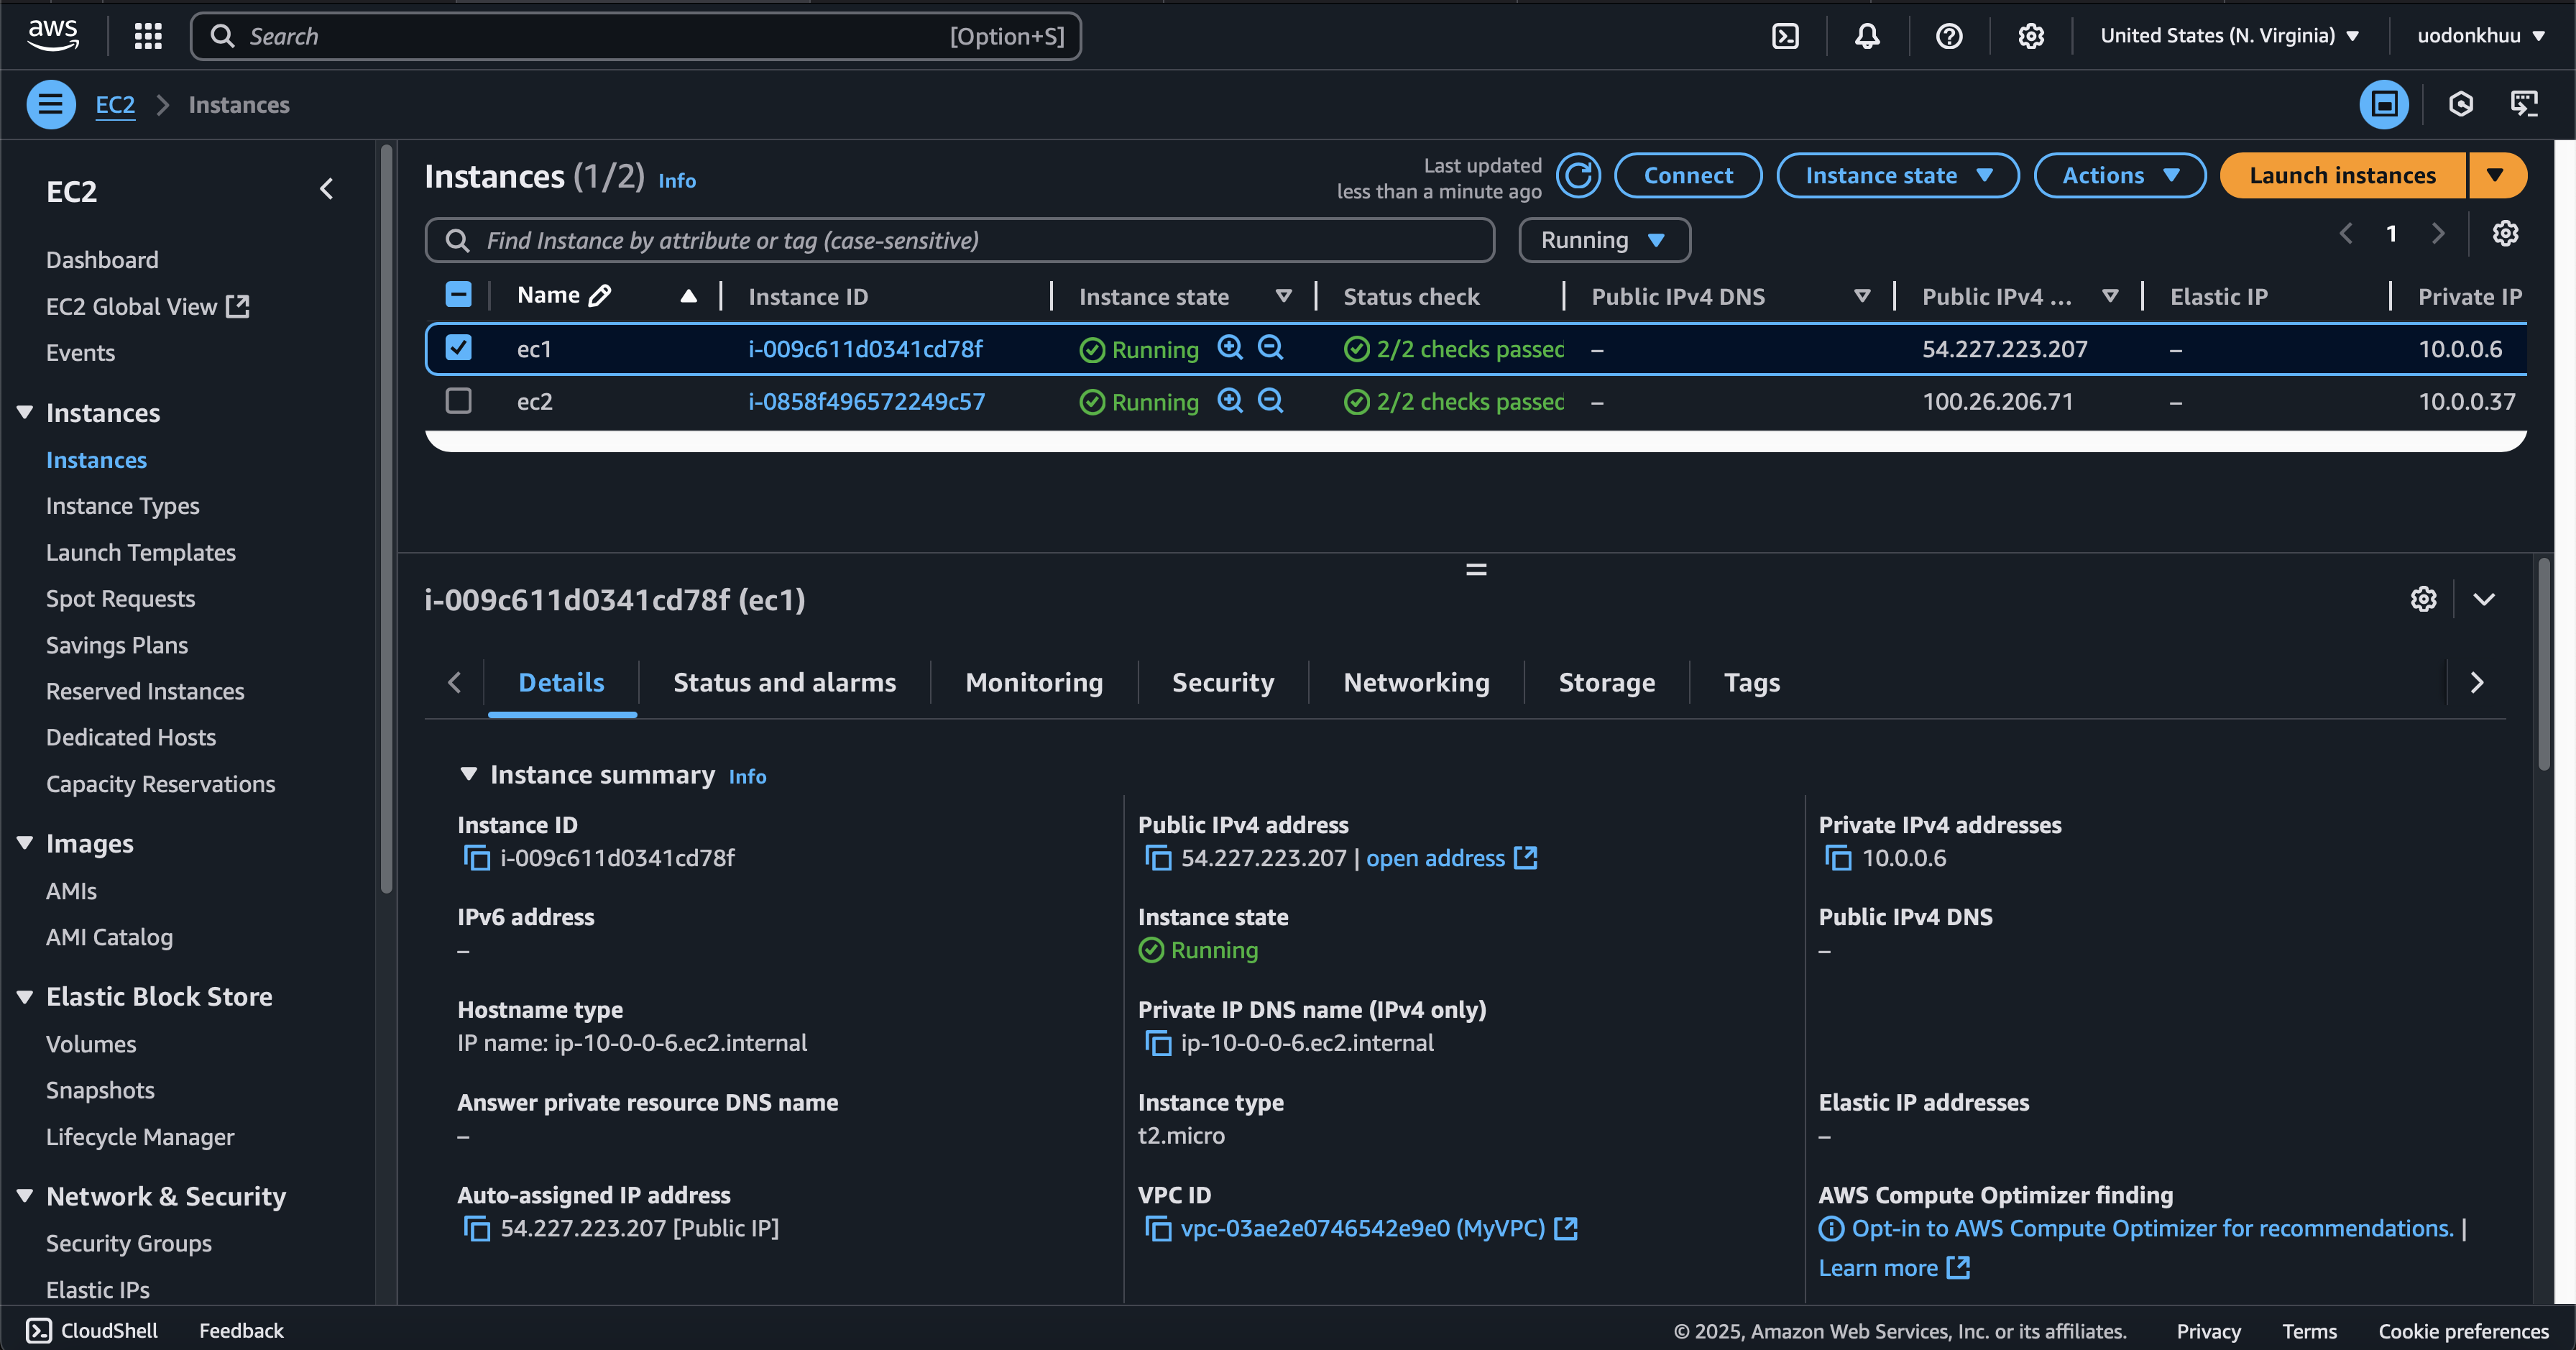 aws
Search
[Option+S]
United States (N. Virginia)
uodonkhuu
EC2
Instances
EC2
Dashboard
EC2 Global View
Events
Instances
Instances
Instance Types
Launch Templates
Spot Requests
Savings Plans
Reserved Instances
Dedicated Hosts
Capacity Reservations
Images
AMIs
AMI Catalog
Elastic Block Store
Volumes
Snapshots
Lifecycle Manager
Network & Security
Security Groups
Elastic IPs
Instances (1/2) Info
Last updated
less than a minute ago
Connect
Instance state
Actions
Launch instances
Find Instance by attribute or tag (case-sensitive)
Running
1
Name Instance ID Instance state Status check Public IPv4 DNS Public IPv4 ... Elastic IP Private IP
ec1 i-009c611d0341cd78f Running 2/2 checks passed – 54.227.223.207 – 10.0.0.6
ec2 i-0858f496572249c57 Running 2/2 checks passed – 100.26.206.71 – 10.0.0.37
i-009c611d0341cd78f (ec1)
Details Status and alarms Monitoring Security Networking Storage Tags
Instance summary Info
Instance ID
i-009c611d0341cd78f
Public IPv4 address
54.227.223.207 | open address
Private IPv4 addresses
10.0.0.6
IPv6 address
–
Instance state
Running
Public IPv4 DNS
–
Hostname type
IP name: ip-10-0-0-6.ec2.internal
Private IP DNS name (IPv4 only)
ip-10-0-0-6.ec2.internal
Answer private resource DNS name
–
Instance type
t2.micro
Elastic IP addresses
–
Auto-assigned IP address
54.227.223.207 [Public IP]
VPC ID
vpc-03ae2e0746542e9e0 (MyVPC)
AWS Compute Optimizer finding
Opt-in to AWS Compute Optimizer for recommendations. |
Learn more
CloudShell
Feedback
© 2025, Amazon Web Services, Inc. or its affiliates.
Privacy
Terms
Cookie preferences